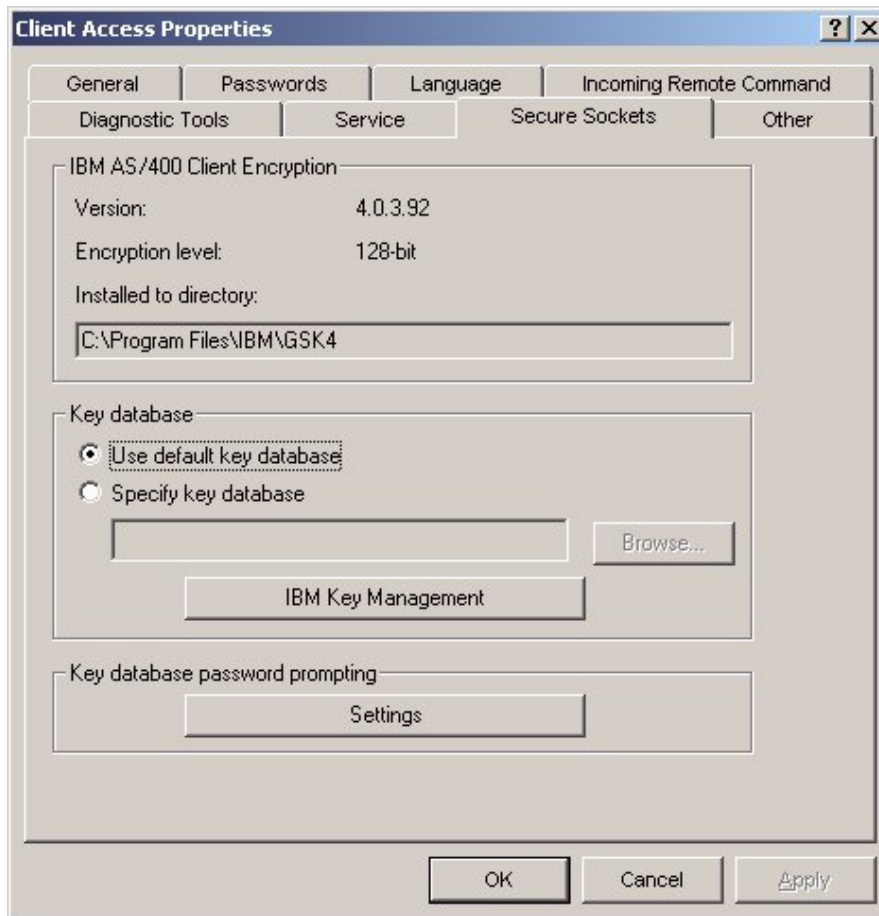 Client Access Properties
General Passwords Language Incoming Remote Command
Diagnostic Tools Service Secure Sockets Other
IBM AS/400 Client Encryption
Version: 4.0.3.92
Encryption level: 128-bit
Installed to directory:
C:\Program Files\IBM\GSK4
Key database
Use default key database
Specify key database
Browse...
IBM Key Management
Key database password prompting
Settings
OK Cancel Apply